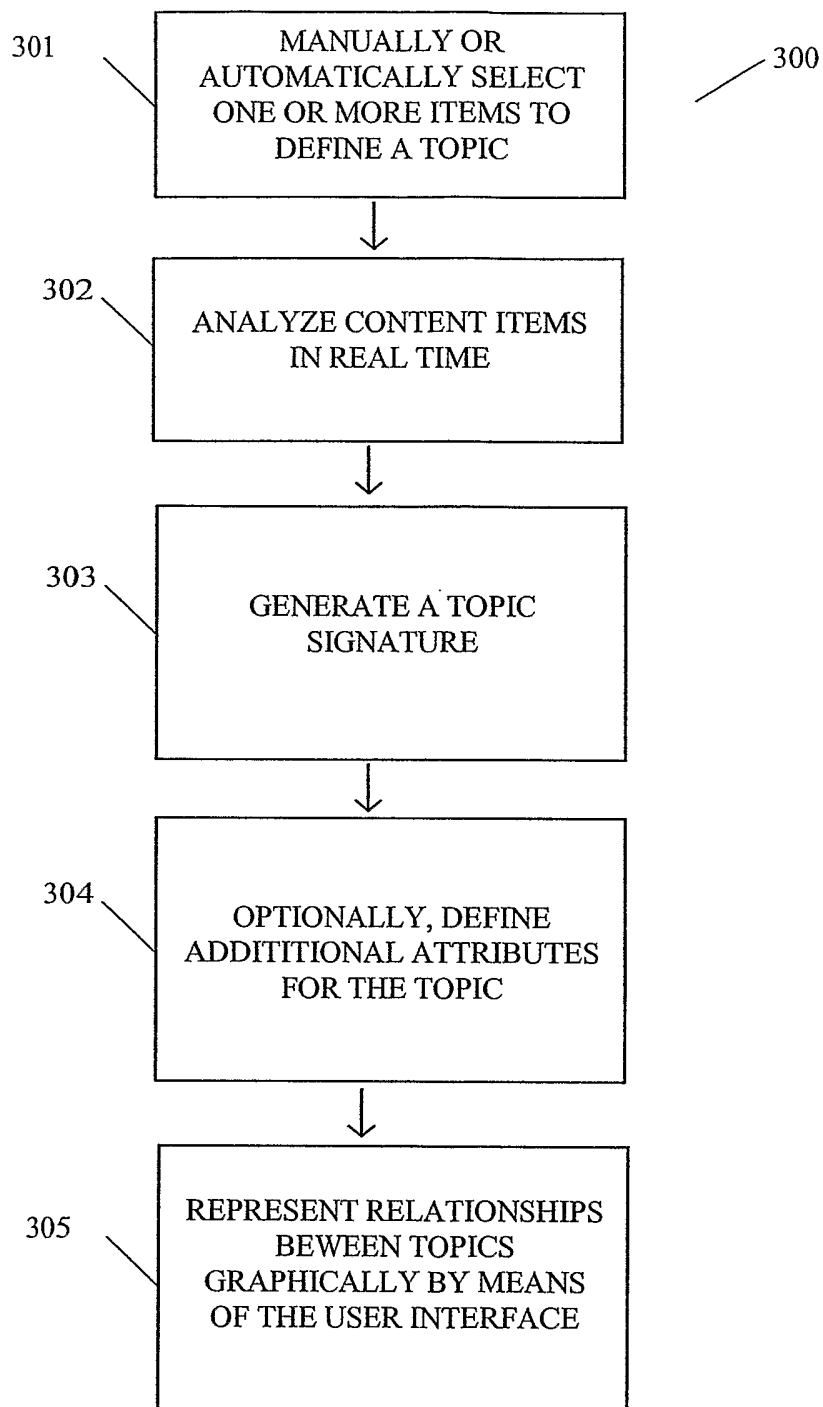 301
MANUALLY OR
AUTOMATICALLY SELECT
ONE OR MORE ITEMS TO
DEFINE A TOPIC
300
302
ANALYZE CONTENT ITEMS
IN REAL TIME
303
GENERATE A TOPIC
SIGNATURE
304
OPTIONALLY, DEFINE
ADDITITIONAL ATTRIBUTES
FOR THE TOPIC
305
REPRESENT RELATIONSHIPS
BEWEEN TOPICS
GRAPHICALLY BY MEANS
OF THE USER INTERFACE